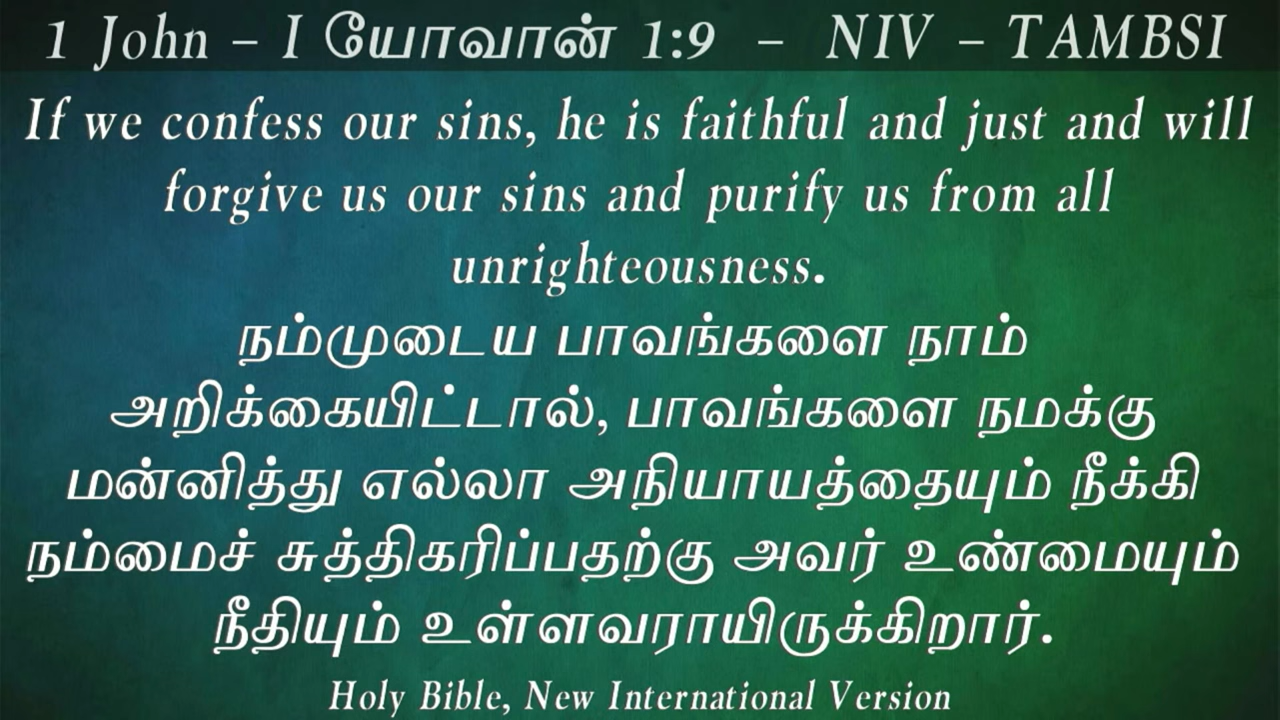 1 John – I யோவான் 1:9 – NIV – TAMBSI
If we confess our sins, he is faithful and just and will
forgive us our sins and purify us from all
unrighteousness.
நம்முடைய பாவங்களை நாம்
அறிக்கையிட்டால், பாவங்களை நமக்கு
மன்னித்து எல்லா அநியாயத்தையும் நீக்கி
நம்மைச் சுத்திகரிப்பதற்கு அவர் உண்மையும்
நீதியும் உள்ளவராயிருக்கிறார்.
Holy Bible, New International Version